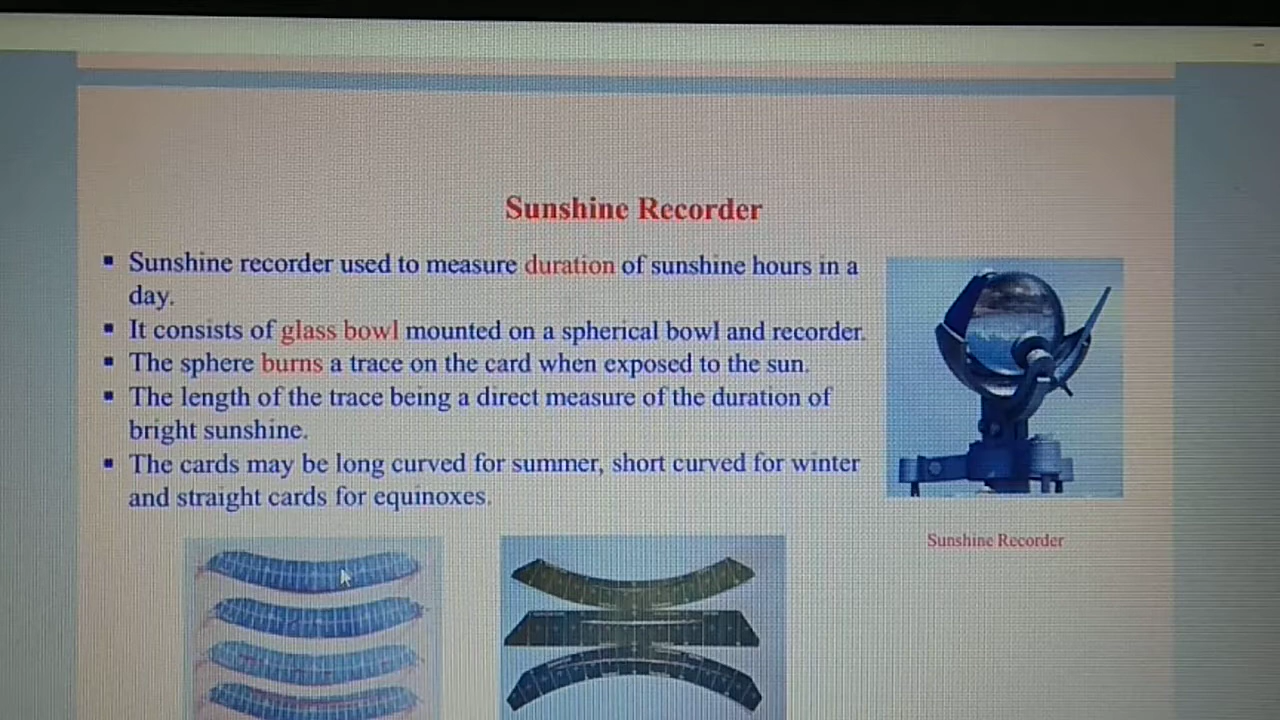 Sunshine Recorder
▪ Sunshine recorder used to measure duration of sunshine hours in a
day.
▪ It consists of glass bowl mounted on a spherical bowl and recorder.
▪ The sphere burns a trace on the card when exposed to the sun.
▪ The length of the trace being a direct measure of the duration of
bright sunshine.
▪ The cards may be long curved for summer, short curved for winter
and straight cards for equinoxes.
Sunshine Recorder